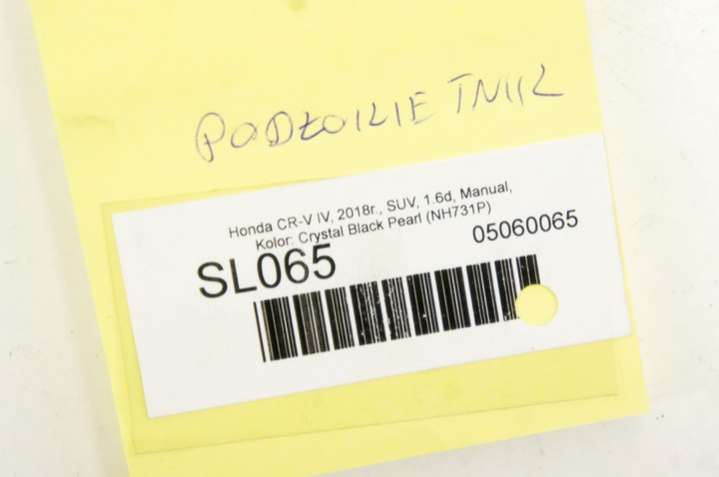 PODŁOKIETNIK
Honda CR-V IV, 2018r., SUV, 1.6d, Manual,
Kolor: Crystal Black Pearl (NH731P)
SL065
05060065